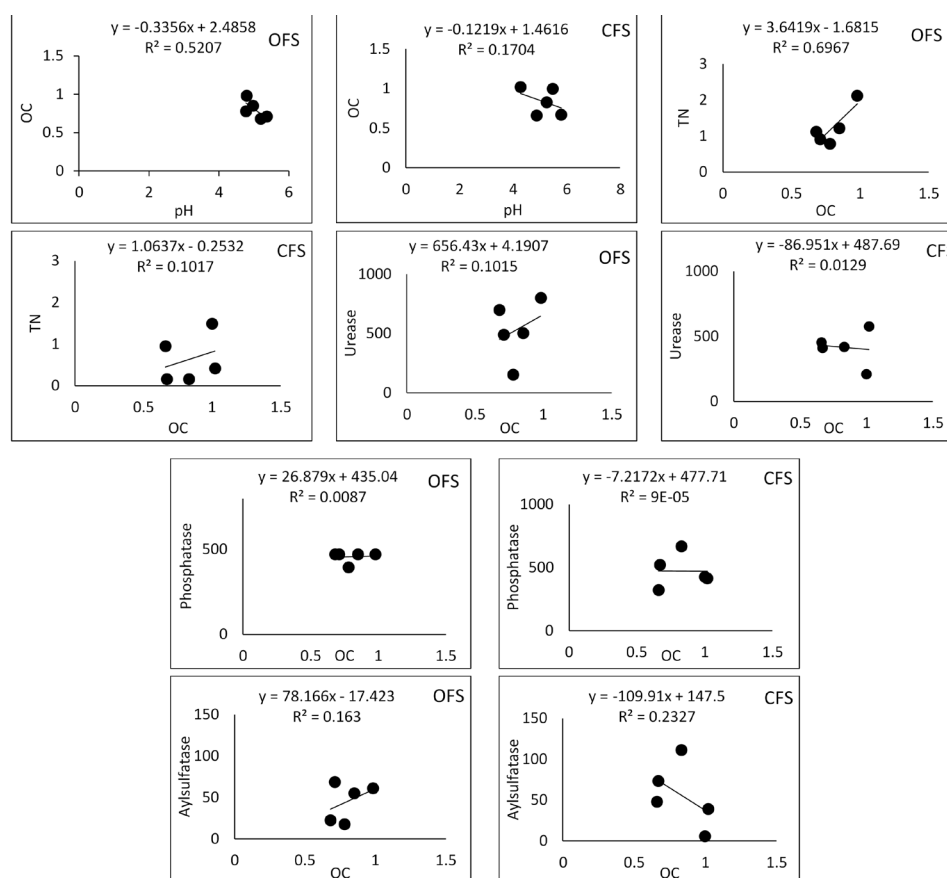 y = -0.3356x + 2.4858
R² = 0.5207
OFS
1.5
1
0.5
0
OC
0
2
4
6
pH
y = -0.1219x + 1.4616
R² = 0.1704
CFS
1.5
1
0.5
0
OC
0
2
4
6
8
pH
y = 3.6419x - 1.6815
R² = 0.6967
OFS
3
2
1
0
TN
0
0.5
1
1.5
OC
y = 1.0637x - 0.2532
R² = 0.1017
CFS
3
2
1
0
TN
0
0.5
1
1.5
OC
y = 656.43x + 4.1907
R² = 0.1015
OFS
1000
500
0
Urease
0
0.5
1
1.5
OC
y = -86.951x + 487.69
R² = 0.0129
CFS
1000
500
0
Urease
0
0.5
1
1.5
OC
y = 26.879x + 435.04
R² = 0.0087
OFS
500
0
Phosphatase
0
0.5
1
1.5
OC
y = -7.2172x + 477.71
R² = 9E-05
CFS
1000
500
0
Phosphatase
0
0.5
1
1.5
OC
y = 78.166x - 17.423
R² = 0.163
OFS
150
100
50
0
Aylsulfatase
0
0.5
1
1.5
OC
y = -109.91x + 147.5
R² = 0.2327
CFS
150
100
50
0
Aylsulfatase
0
0.5
1
1.5
OC